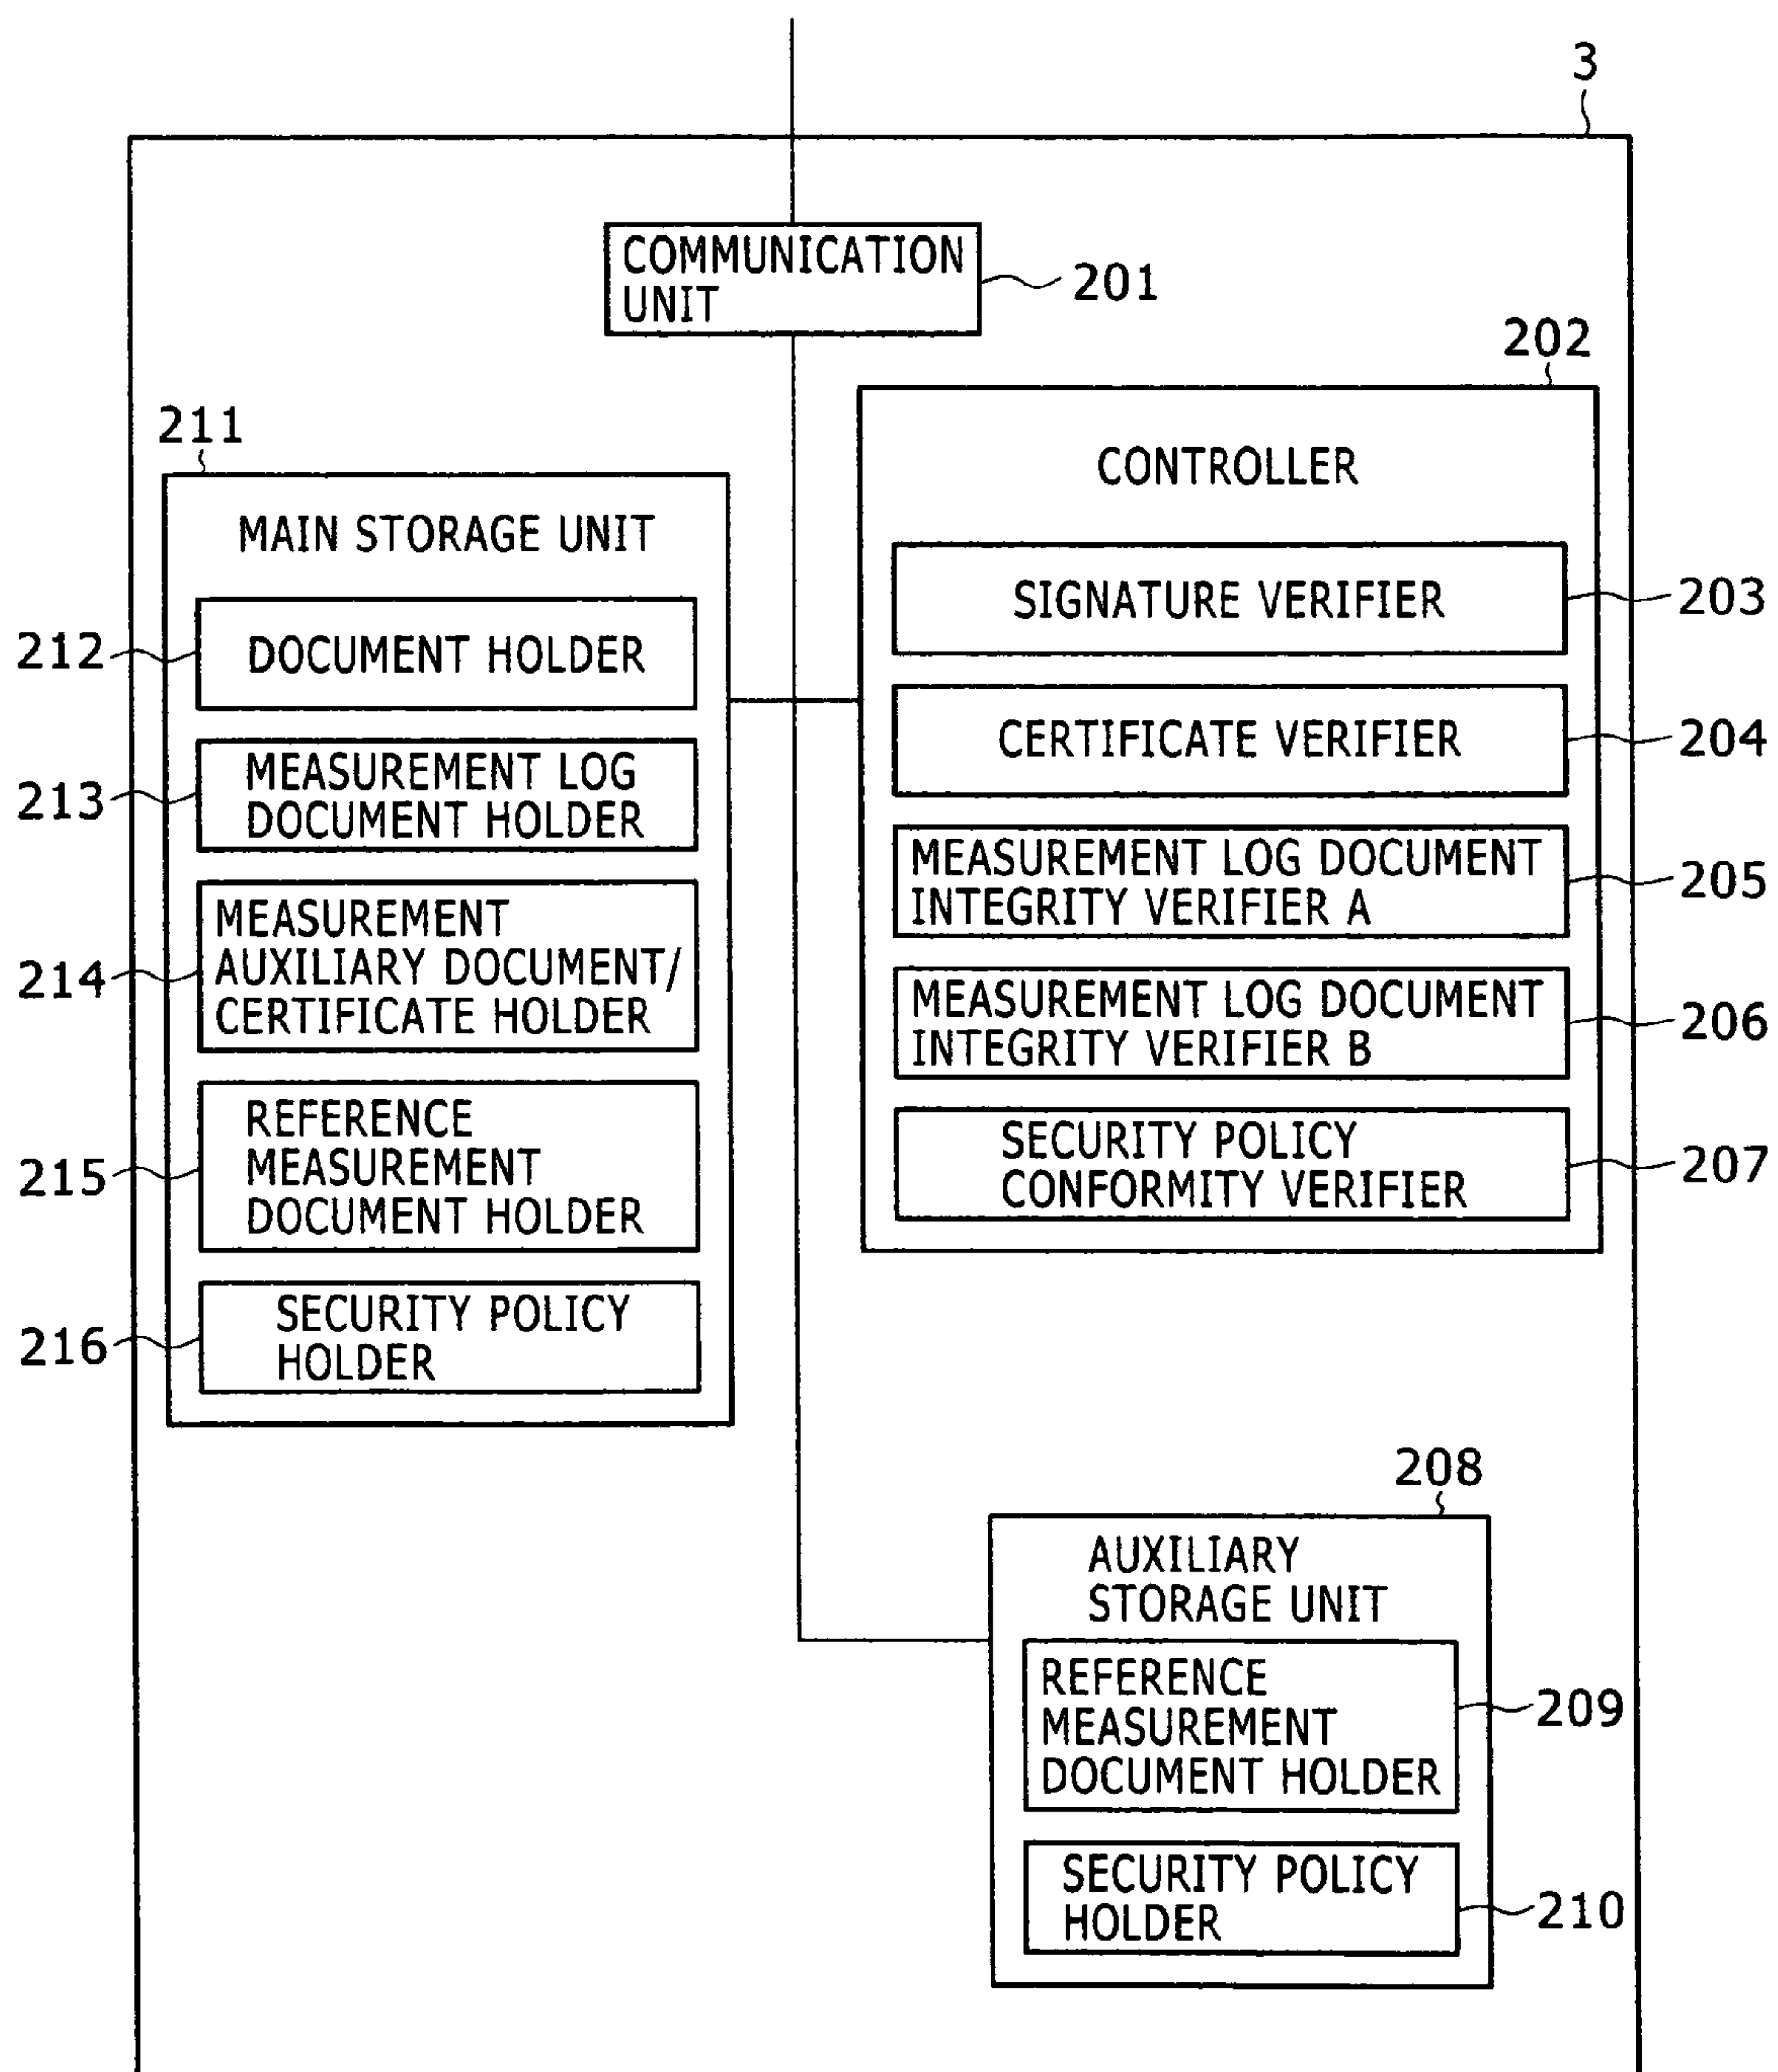 3
COMMUNICATION
UNIT
201
202
211
CONTROLLER
MAIN STORAGE UNIT
SIGNATURE VERIFIER
203
212
DOCUMENT HOLDER
CERTIFICATE VERIFIER
204
213
MEASUREMENT LOG
DOCUMENT HOLDER
MEASUREMENT LOG DOCUMENT
INTEGRITY VERIFIER A
205
214
MEASUREMENT
AUXILIARY DOCUMENT/
CERTIFICATE HOLDER
MEASUREMENT LOG DOCUMENT
INTEGRITY VERIFIER B
206
215
REFERENCE
MEASUREMENT
DOCUMENT HOLDER
SECURITY POLICY
CONFORMITY VERIFIER
207
216
SECURITY POLICY
HOLDER
208
AUXILIARY
STORAGE UNIT
REFERENCE
MEASUREMENT
DOCUMENT HOLDER
209
SECURITY POLICY
HOLDER
210